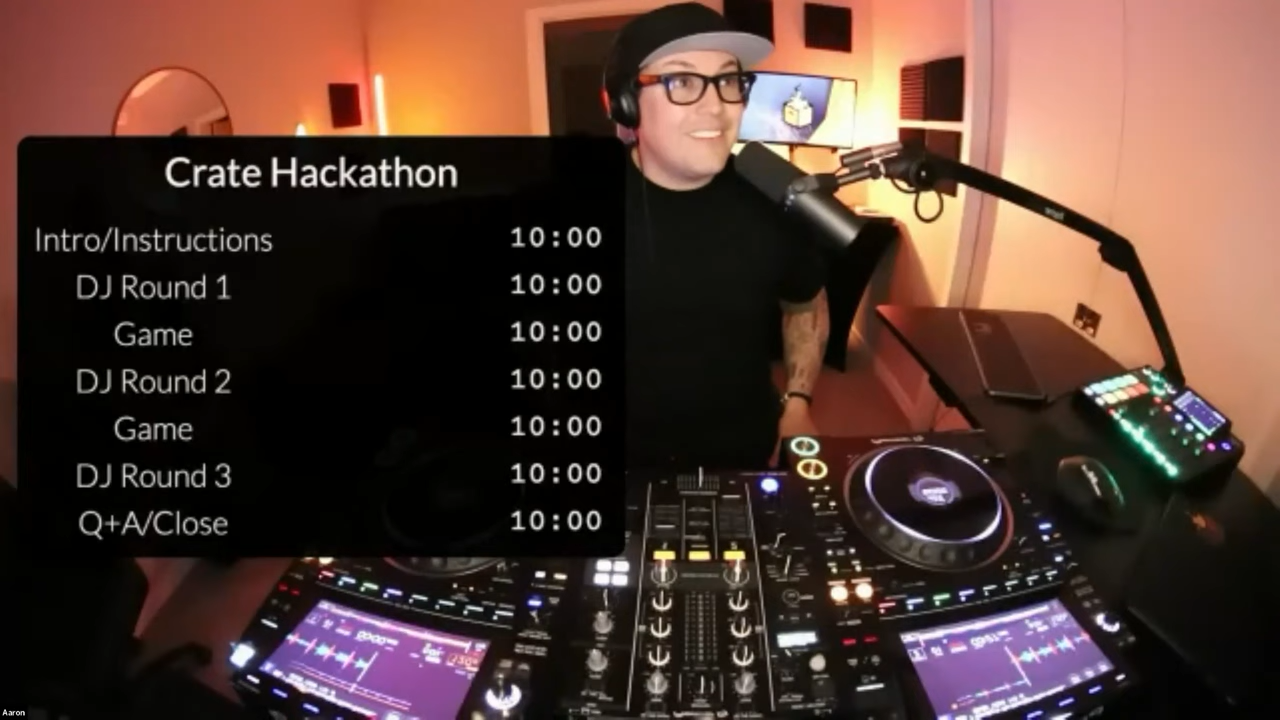 Crate Hackathon
Intro/Instructions 10:00
DJ Round 1 10:00
Game 10:00
DJ Round 2 10:00
Game 10:00
DJ Round 3 10:00
Q+A/Close 10:00
Aaron